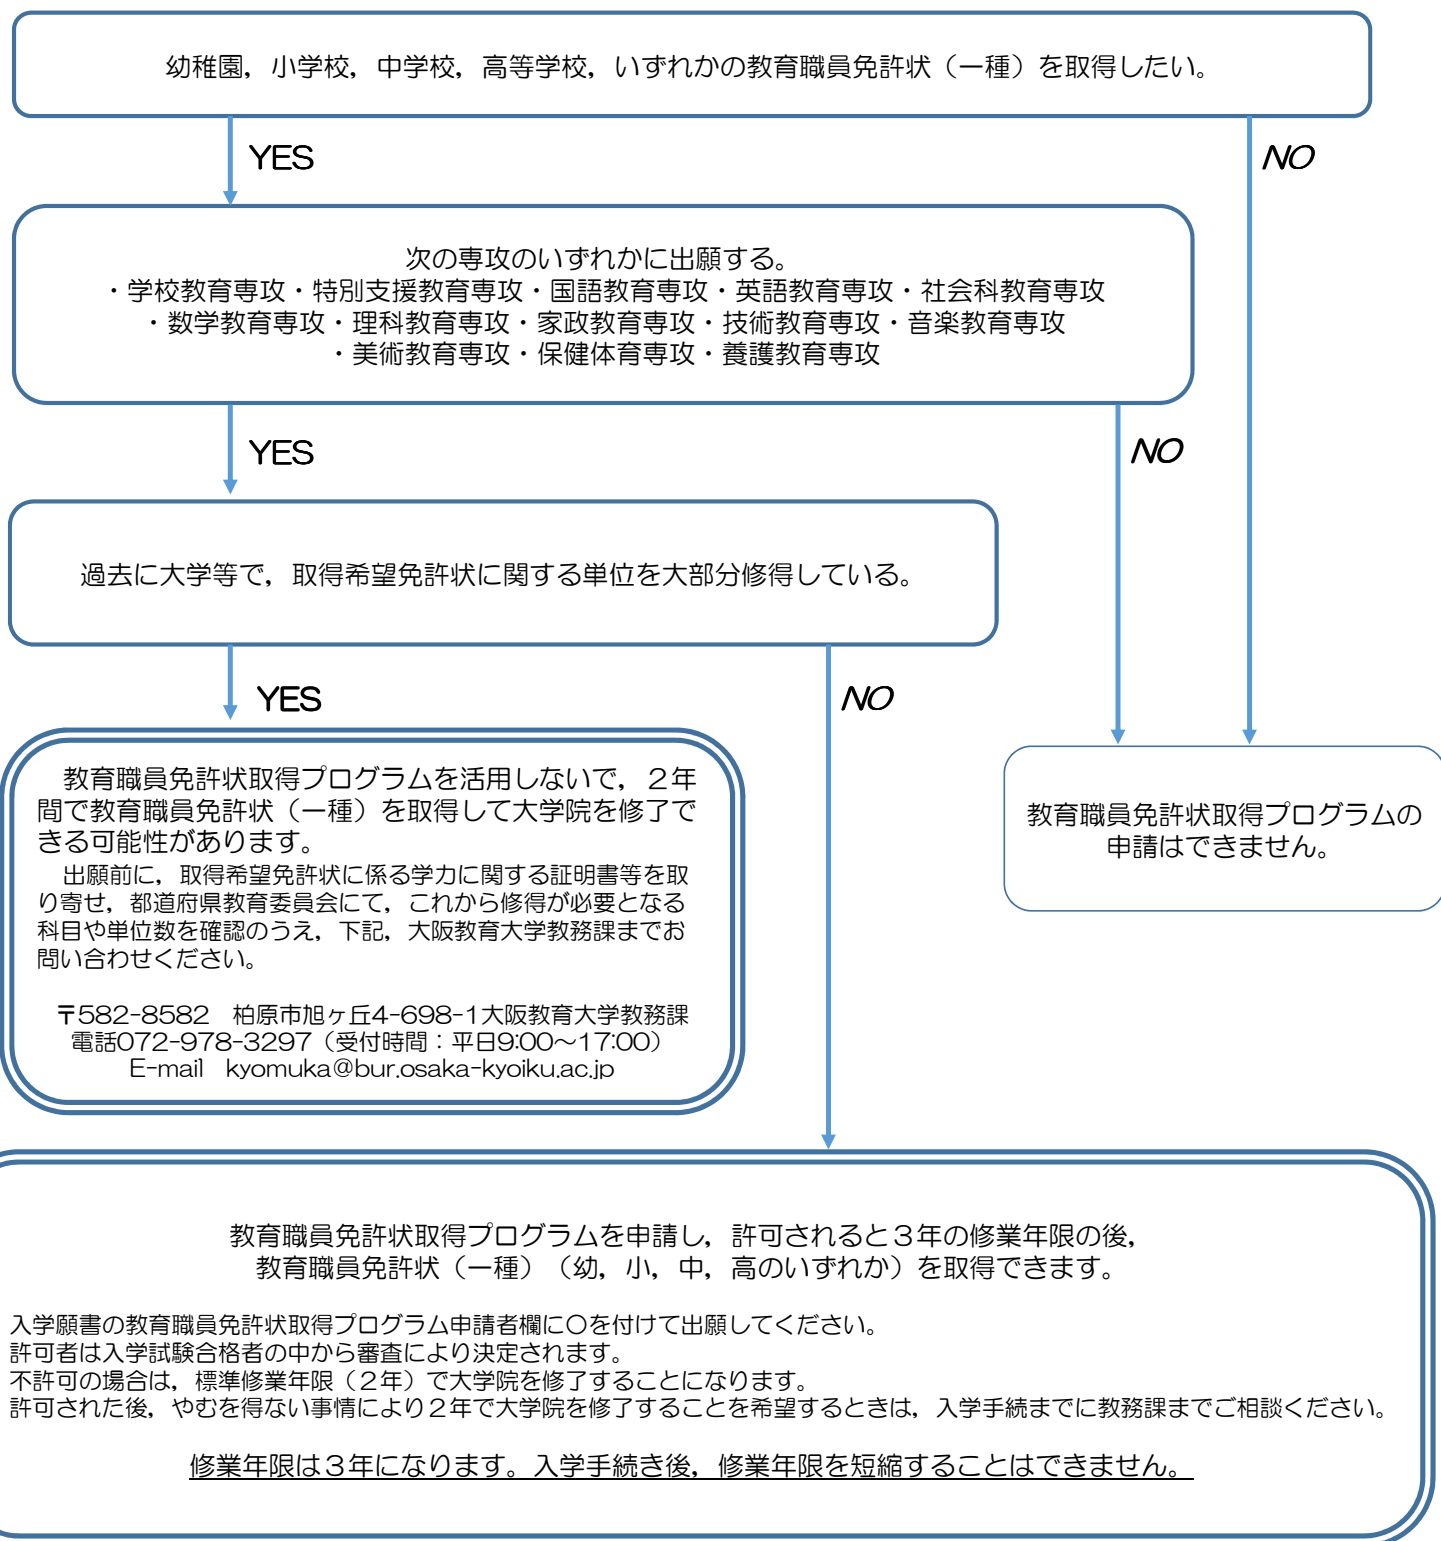 幼稚園，小学校，中学校，高等学校，いずれかの教育職員免許状（一種）を取得したい。
YES
NO
次の専攻のいずれかに出願する。
・学校教育専攻・特別支援教育専攻・国語教育専攻・英語教育専攻・社会科教育専攻
・数学教育専攻・理科教育専攻・家政教育専攻・技術教育専攻・音楽教育専攻
・美術教育専攻・保健体育専攻・養護教育専攻
YES
NO
過去に大学等で，取得希望免許状に関する単位を大部分修得している。
YES
NO
教育職員免許状取得プログラムを活用しないで，２年
間で教育職員免許状（一種）を取得して大学院を修了で
きる可能性があります。
出願前に，取得希望免許状に係る学力に関する証明書等を取
り寄せ，都道府県教育委員会にて，これから修得が必要となる
科目や単位数を確認のうえ，下記，大阪教育大学教務課までお
問い合わせください。
〒582-8582　柏原市旭ヶ丘4-698-1大阪教育大学教務課
電話072-978-3297（受付時間：平日9:00～17:00）
E-mail　kyomuka@bur.osaka-kyoiku.ac.jp
教育職員免許状取得プログラムの
申請はできません。
教育職員免許状取得プログラムを申請し，許可されると３年の修業年限の後，
教育職員免許状（一種）（幼，小，中，高のいずれか）を取得できます。
入学願書の教育職員免許状取得プログラム申請者欄に〇を付けて出願してください。
許可者は入学試験合格者の中から審査により決定されます。
不許可の場合は，標準修業年限（２年）で大学院を修了することになります。
許可された後，やむを得ない事情により２年で大学院を修了することを希望するときは，入学手続までに教務課までご相談ください。
修業年限は３年になります。入学手続き後，修業年限を短縮することはできません。